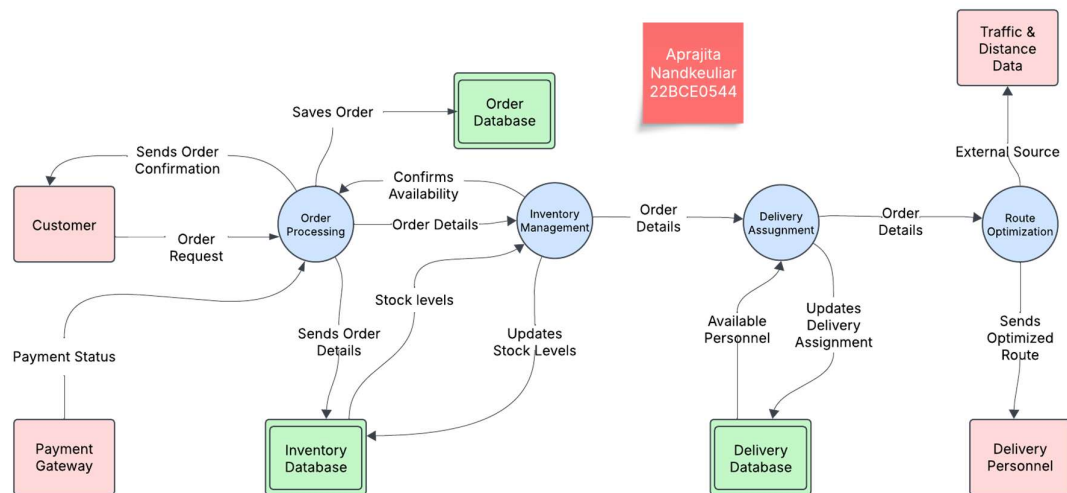 Traffic &
Distance
Data
Aprajita
Nandkeuliar
22BCE0544
Order
Database
Saves Order
External Source
Sends Order
Confirmation
Confirms
Availability
Customer
Order
Request
Order
Processing
Order Details
Inventory
Management
Order
Details
Delivery
Assugnment
Order
Details
Route
Optimization
Stock levels
Payment Status
Sends Order
Details
Updates
Stock Levels
Available
Personnel
Updates
Delivery
Assignment
Sends
Optimized
Route
Payment
Gateway
Inventory
Database
Delivery
Database
Delivery
Personnel